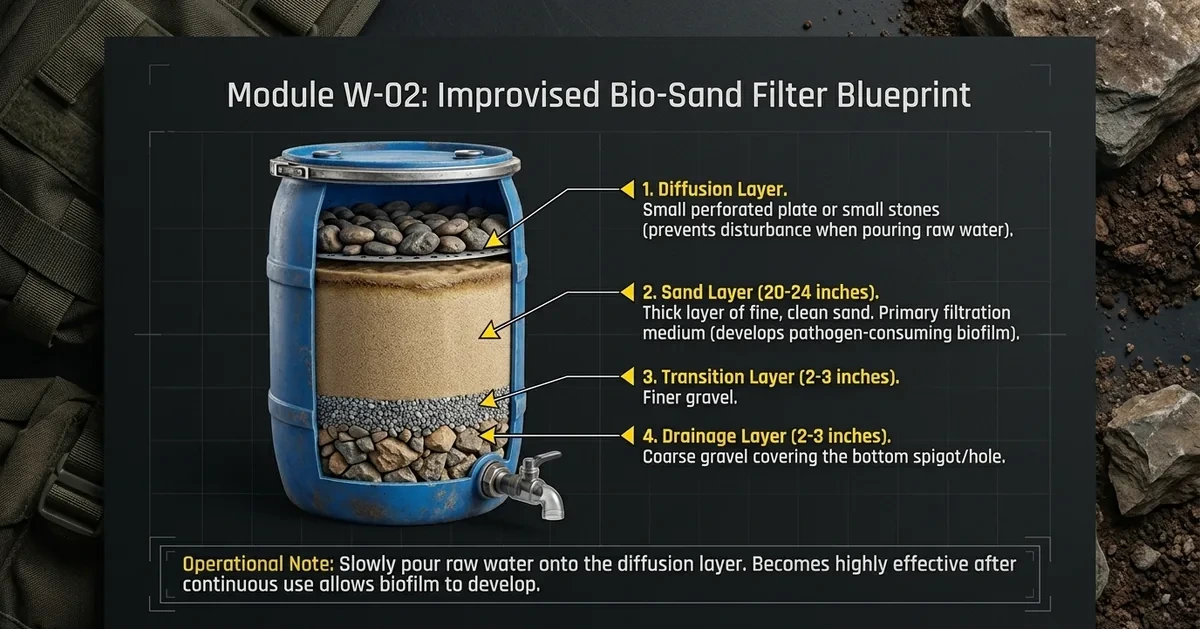 Module W-02: Improvised Bio-Sand Filter Blueprint
1. Diffusion Layer.
Small perforated plate or small stones
(prevents disturbance when pouring raw water).
2. Sand Layer (20-24 inches).
Thick layer of fine, clean sand. Primary filtration
medium (develops pathogen-consuming biofilm).
3. Transition Layer (2-3 inches).
Finer gravel.
4. Drainage Layer (2-3 inches).
Coarse gravel covering the bottom spigot/hole.
Operational Note: Slowly pour raw water onto the diffusion layer. Becomes highly effective after
continuous use allows biofilm to develop.